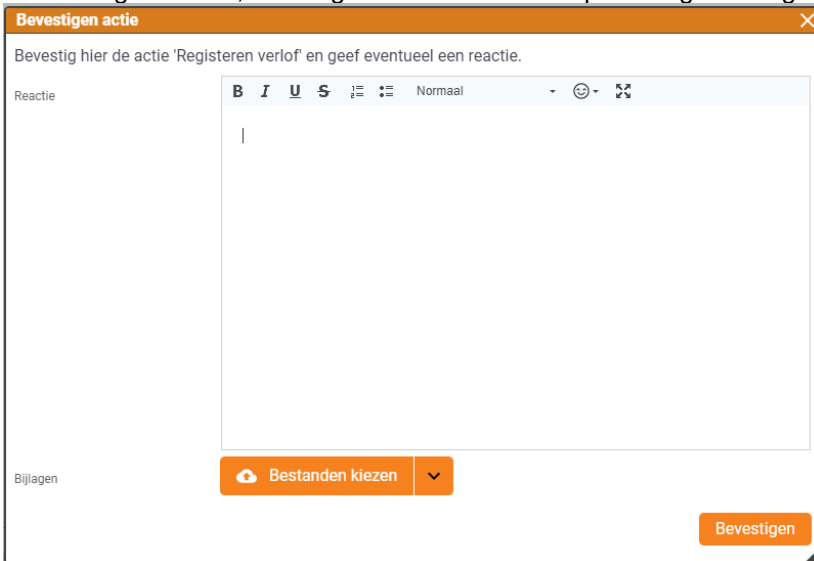 Bevestigen actie
Bevestig hier de actie 'Registeren verlof' en geef eventueel een reactie.
Reactie
B I U S Normaal
Bijlagen
Bestanden kiezen
Bevestigen